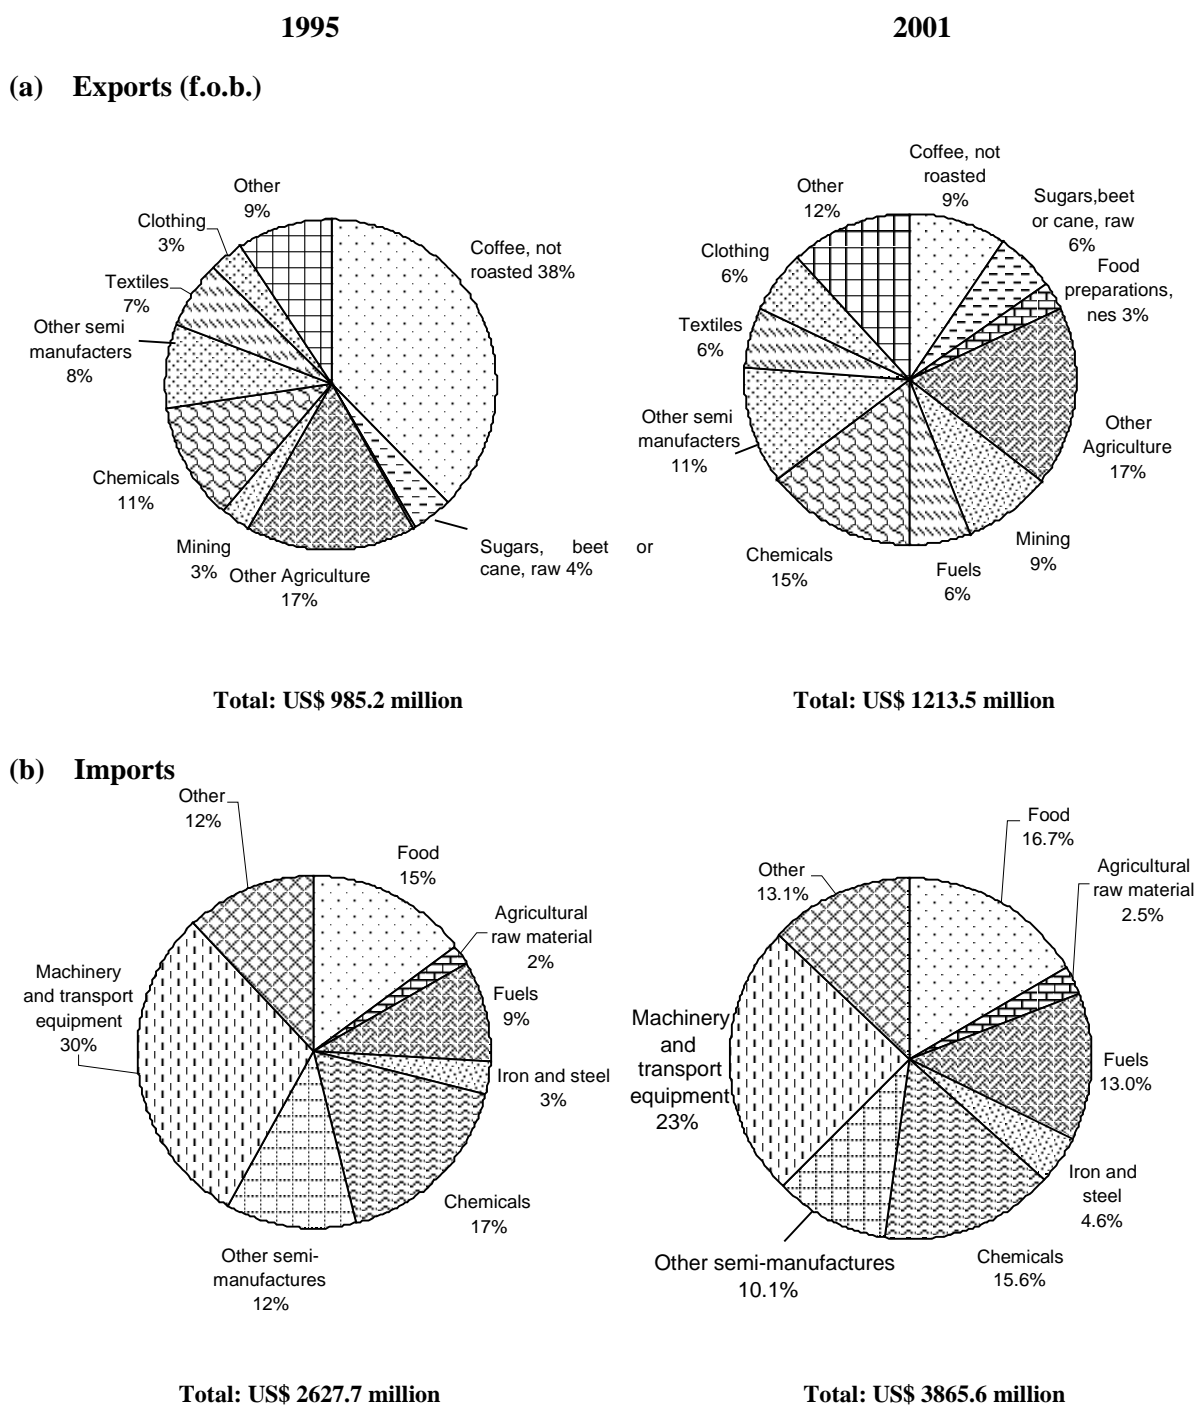 1995
2001
(a) Exports (f.o.b.)
Other
9%
Clothing
3%
Textiles
7%
Other semi
manufacters
8%
Chemicals
11%
Mining
3%
Other Agriculture
17%
Sugars, beet or
cane, raw 4%
Coffee, not
roasted 38%
Coffee, not
roasted
9%
Sugars,beet
or cane, raw
6%
Food
preparations,
nes 3%
Other
Agriculture
17%
Mining
9%
Fuels
6%
Chemicals
15%
Other semi
manufacters
11%
Textiles
6%
Clothing
6%
Other
12%
Total: US$ 985.2 million
Total: US$ 1213.5 million
(b) Imports
Other
12%
Food
15%
Agricultural
raw material
2%
Fuels
9%
Iron and steel
3%
Chemicals
17%
Other semi-
manufactures
12%
Machinery
and transport
equipment
30%
Food
16.7%
Agricultural
raw material
2.5%
Fuels
13.0%
Iron and
steel
4.6%
Chemicals
15.6%
Other semi-manufactures
10.1%
Machinery
and
transport
equipment
23%
Other
13.1%
Total: US$ 2627.7 million
Total: US$ 3865.6 million